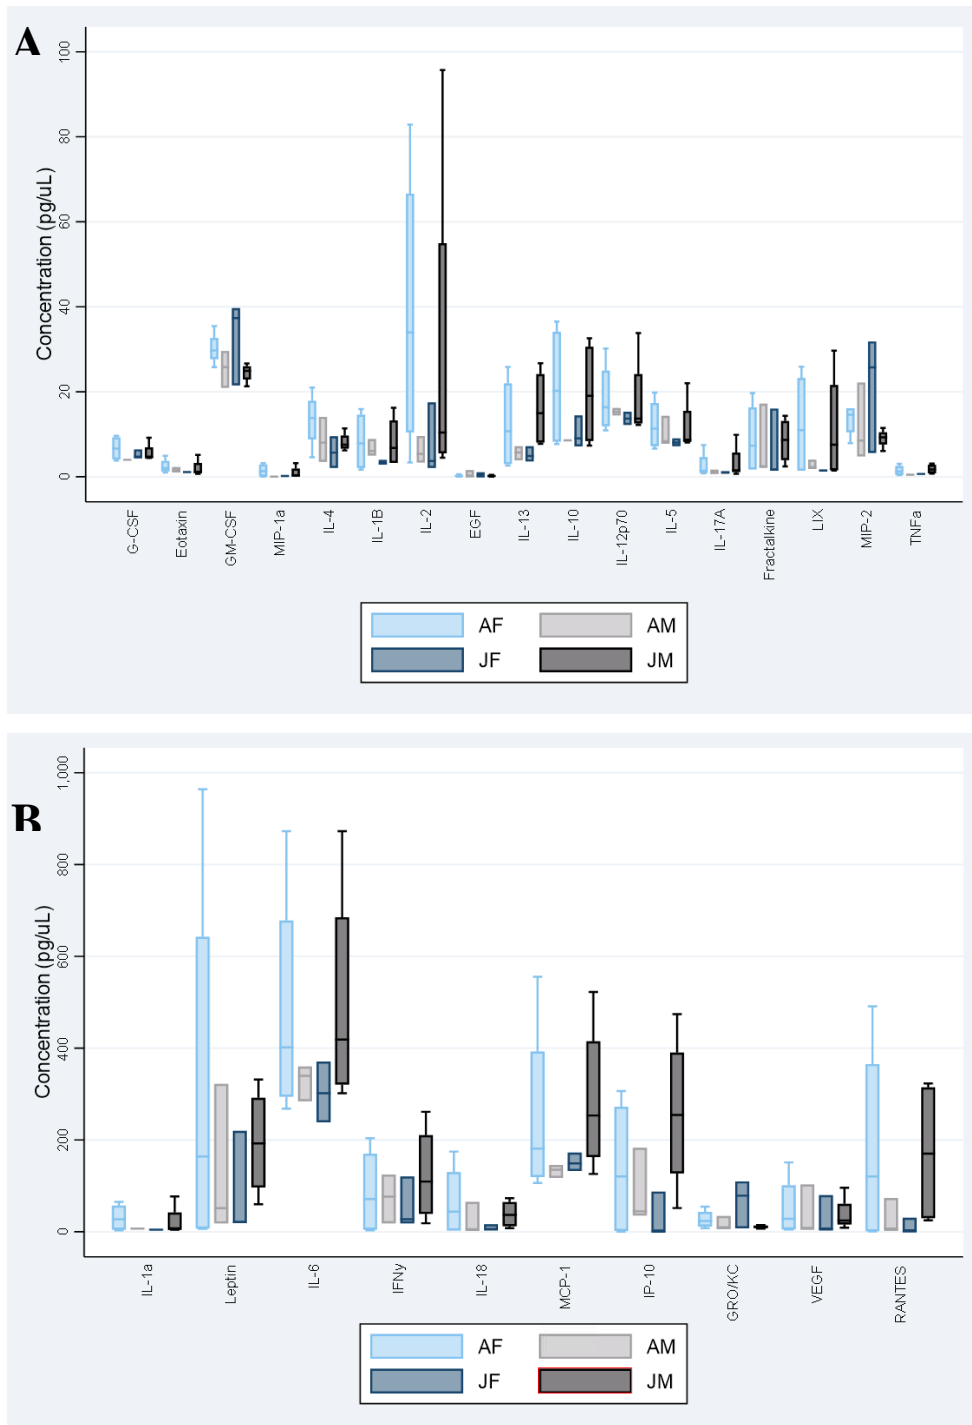 A
100
80
60
40
20
0
Concentration (pg/uL)
G-CSF
Eotaxin
GM-CSF
MIP-1a
IL-4
IL-1B
IL-2
EGF
IL-13
IL-10
IL-12p70
IL-5
IL-17A
Fractalkine
LIX
MIP-2
TNFa
AF AM
JF JM
B
1,000
800
600
400
200
0
Concentration (pg/uL)
IL-1a
Leptin
IL-6
IFNy
IL-18
MCP-1
IP-10
GRO/KC
VEGF
RANTES
AF AM
JF JM